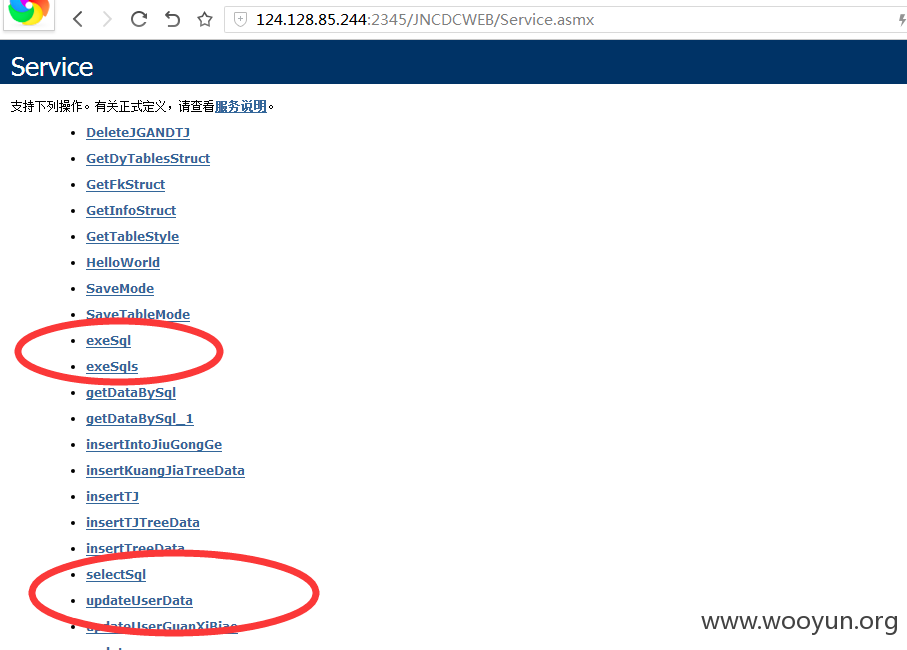 124.128.85.244:2345/JNCDCWEB/Service.asmx
Service
支持下列操作。有关正式定义，请查看服务说明。
DeleteJGANDTJ
GetDyTablesStruct
GetFkStruct
GetInfoStruct
GetTableStyle
HelloWorld
SaveMode
SaveTableMode
exeSql
exeSqls
getDataBySql
getDataBySql_1
insertIntoJiuGongGe
insertKuangJiaTreeData
insertTJ
insertTJTreeData
insertTreeData
selectSql
updateUserData
updateUserGuanXiBiao
www.wooyun.org